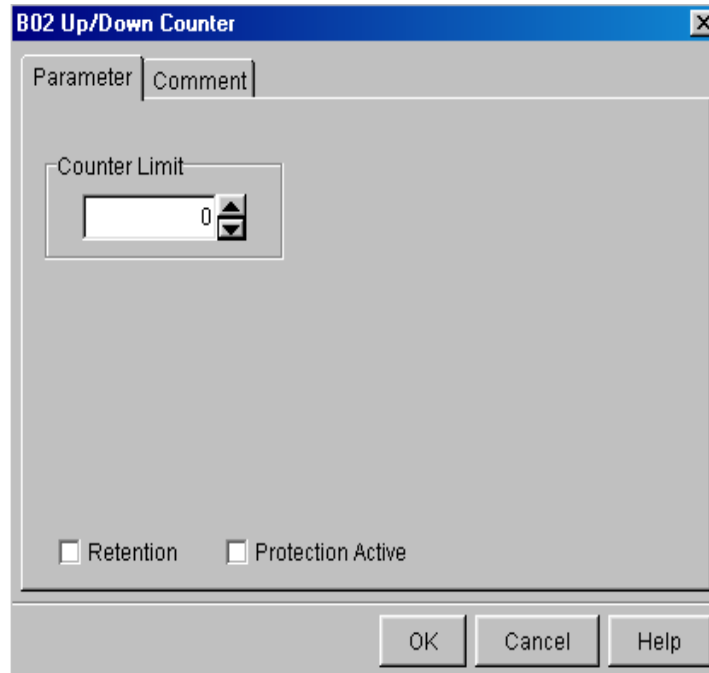 B02 Up/Down Counter
Parameter Comment
Counter Limit
0
Retention Protection Active
OK Cancel Help